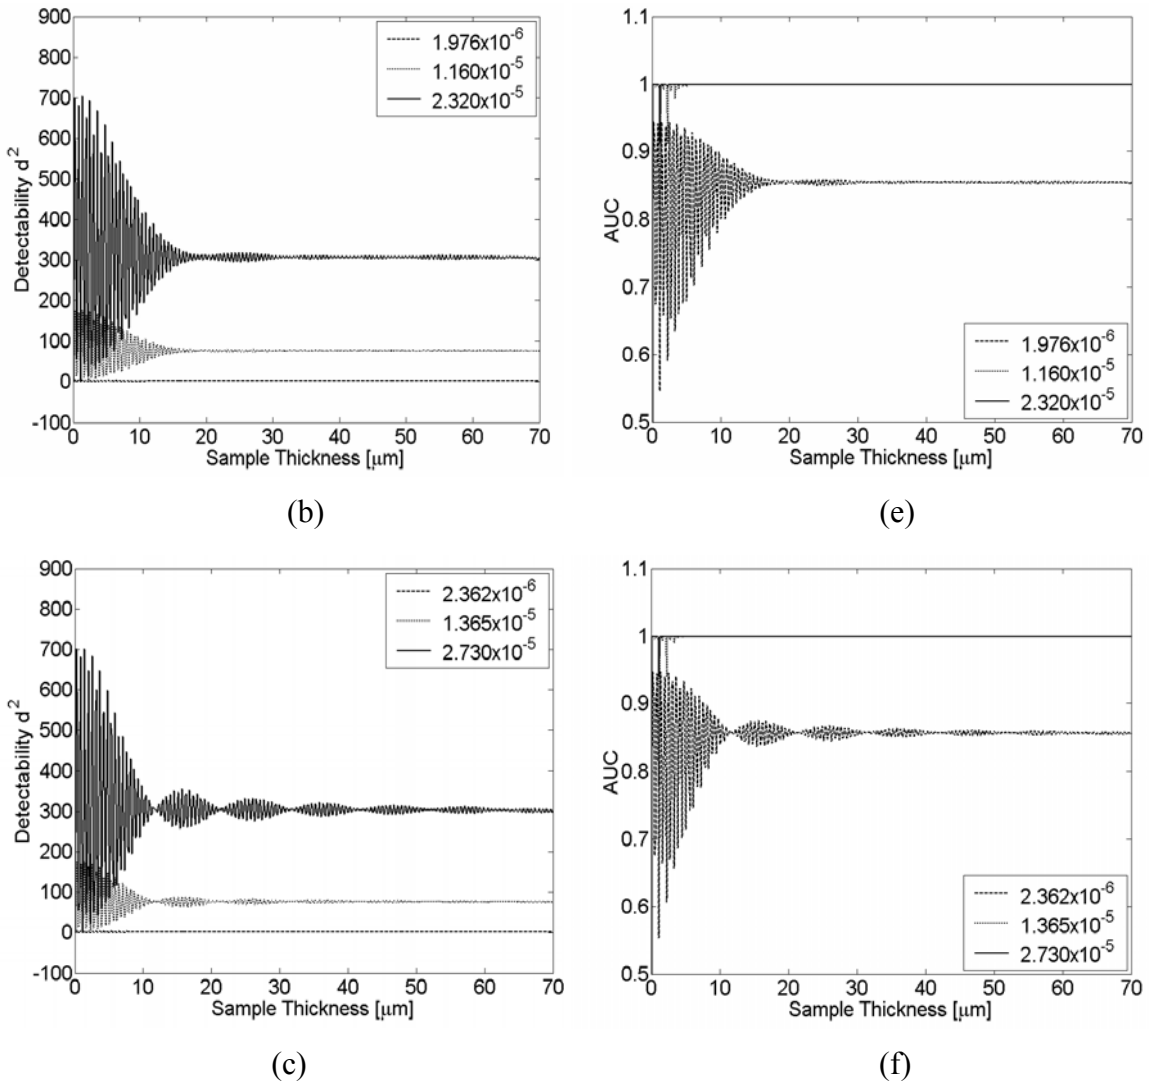 900
800
700
600
500
400
300
200
100
0
-100
Detectability d²
1.976x10⁻⁶
1.160x10⁻⁵
2.320x10⁻⁵
0 10 20 30 40 50 60 70
Sample Thickness [μm]
(b)
1.1
1
0.9
0.8
0.7
0.6
0.5
AUC
1.976x10⁻⁶
1.160x10⁻⁵
2.320x10⁻⁵
0 10 20 30 40 50 60 70
Sample Thickness [μm]
(e)
900
800
700
600
500
400
300
200
100
0
-100
Detectability d²
2.362x10⁻⁶
1.365x10⁻⁵
2.730x10⁻⁵
0 10 20 30 40 50 60 70
Sample Thickness [μm]
(c)
1.1
1
0.9
0.8
0.7
0.6
0.5
AUC
2.362x10⁻⁶
1.365x10⁻⁵
2.730x10⁻⁵
0 10 20 30 40 50 60 70
Sample Thickness [μm]
(f)